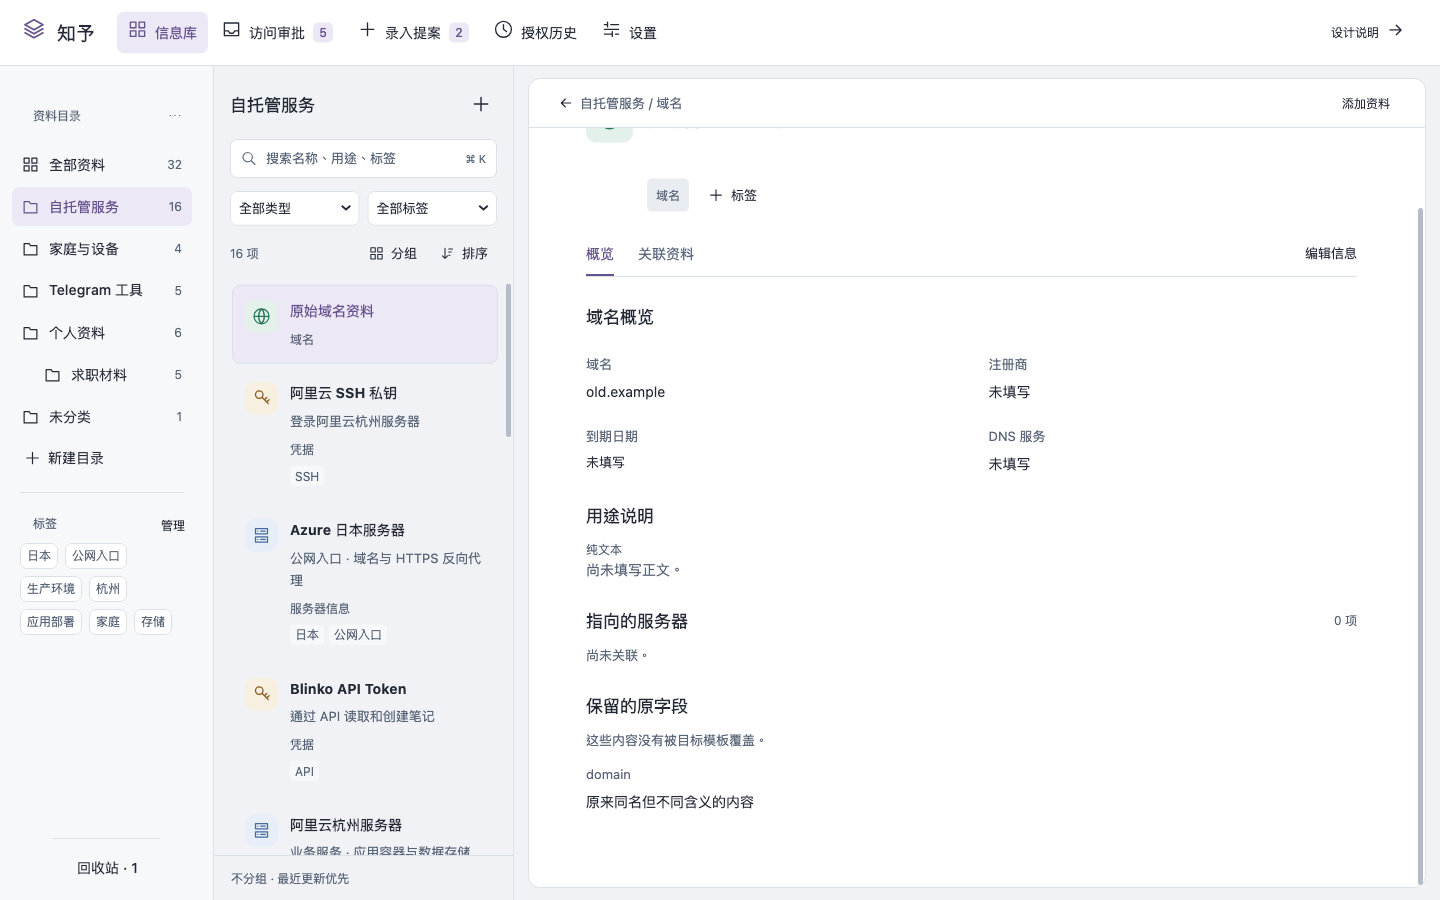 知予
信息库
访问审批 5
录入提案 2
授权历史
设置
设计说明
资料目录
全部资料 32
自托管服务 16
家庭与设备 4
Telegram 工具 5
个人资料 6
求职材料 5
未分类 1
新建目录
标签 管理
日本 公网入口
生产环境 杭州
应用部署 家庭 存储
回收站 · 1
自托管服务
搜索名称、用途、标签 ⌘ K
全部类型 全部标签
16 项 分组 排序
原始域名资料
域名
阿里云 SSH 私钥
登录阿里云杭州服务器
凭据
SSH
Azure 日本服务器
公网入口 · 域名与 HTTPS 反向代
理
服务器信息
日本 公网入口
Blinko API Token
通过 API 读取和创建笔记
凭据
API
阿里云杭州服务器
业务服务 · 应用容器与数据存储
不分组 · 最近更新优先
自托管服务 / 域名 添加资料
域名 标签
概览 关联资料 编辑信息
域名概览
域名 注册商
old.example 未填写
到期日期 DNS 服务
未填写 未填写
用途说明
纯文本
尚未填写正文。
指向的服务器 0 项
尚未关联。
保留的原字段
这些内容没有被目标模板覆盖。
domain
原来同名但不同含义的内容